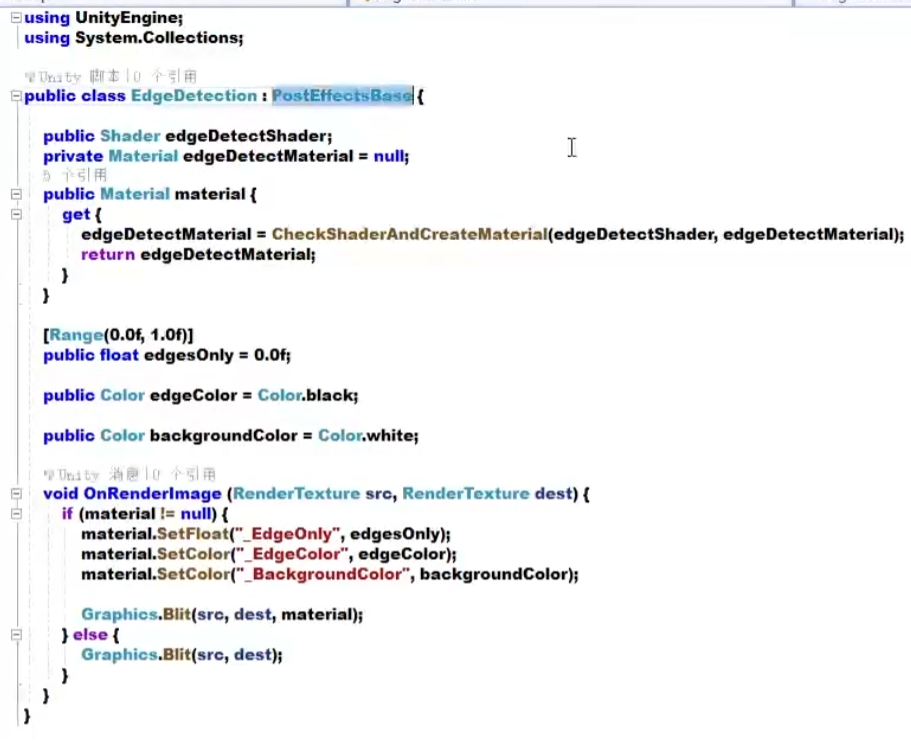 using UnityEngine;
using System.Collections;
Unity 脚本|0 个引用
public class EdgeDetection : PostEffectsBase {
public Shader edgeDetectShader;
private Material edgeDetectMaterial = null;
5 个引用
public Material material {
get {
edgeDetectMaterial = CheckShaderAndCreateMaterial(edgeDetectShader, edgeDetectMaterial);
return edgeDetectMaterial;
}
}
[Range(0.0f, 1.0f)]
public float edgesOnly = 0.0f;
public Color edgeColor = Color.black;
public Color backgroundColor = Color.white;
Unity 消息|0 个引用
void OnRenderImage (RenderTexture src, RenderTexture dest) {
if (material != null) {
material.SetFloat("_EdgeOnly", edgesOnly);
material.SetColor("_EdgeColor", edgeColor);
material.SetColor("_BackgroundColor", backgroundColor);
Graphics.Blit(src, dest, material);
} else {
Graphics.Blit(src, dest);
}
}
}